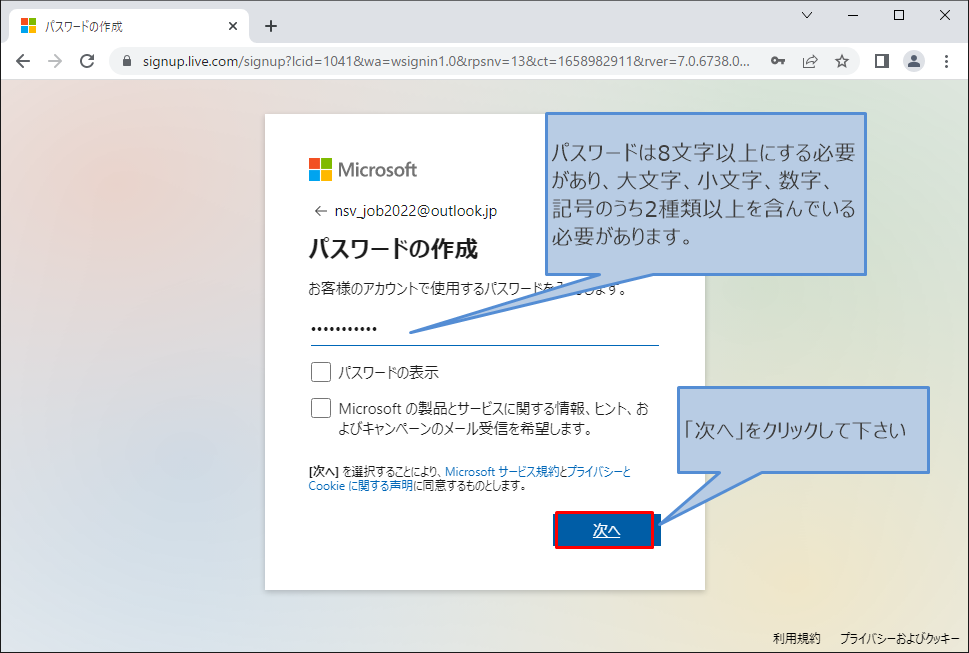 パスワードの作成
signup.live.com/signup?lcid=1041&wa=wsignin1.0&rpsnv=13&ct=1658982911&rver=7.0.6738.0...
Microsoft
nsv_job2022@outlook.jp
パスワードの作成
パスワードは8文字以上にする必要
があり、大文字、小文字、数字、
記号のうち2種類以上を含んでいる
必要があります。
お客様のアカウントで使用するパスワードを入力します。
パスワードの表示
Microsoft の製品とサービスに関する情報、ヒント、お
よびキャンペーンのメール受信を希望します。
「次へ」をクリックして下さい
[次へ] を選択することにより、Microsoft サービス規約とプライバシーと
Cookie に関する声明に同意するものとします。
次へ
利用規約 プライバシーおよびクッキー